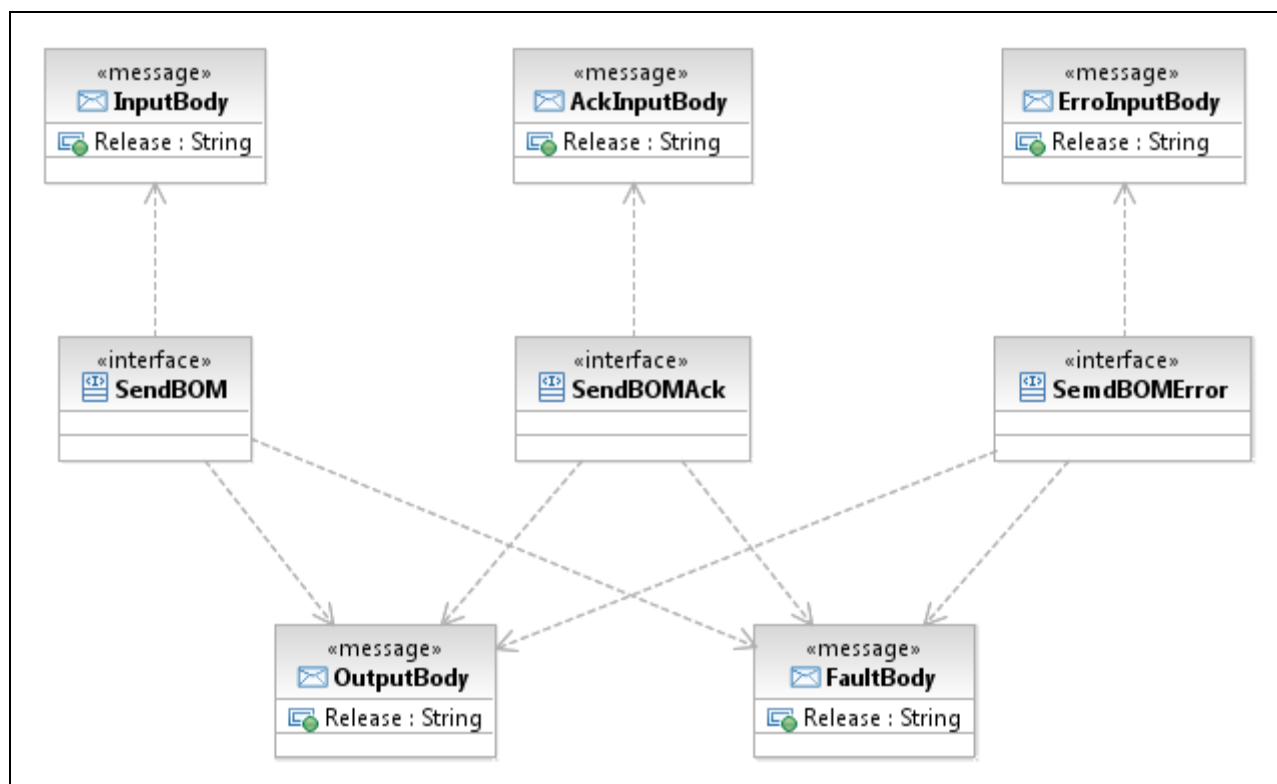 «message»
InputBody
Release : String
«message»
AckInputBody
Release : String
«message»
ErroInputBody
Release : String
«interface»
SendBOM
«interface»
SendBOMAck
«interface»
SemdBOMError
«message»
OutputBody
Release : String
«message»
FaultBody
Release : String